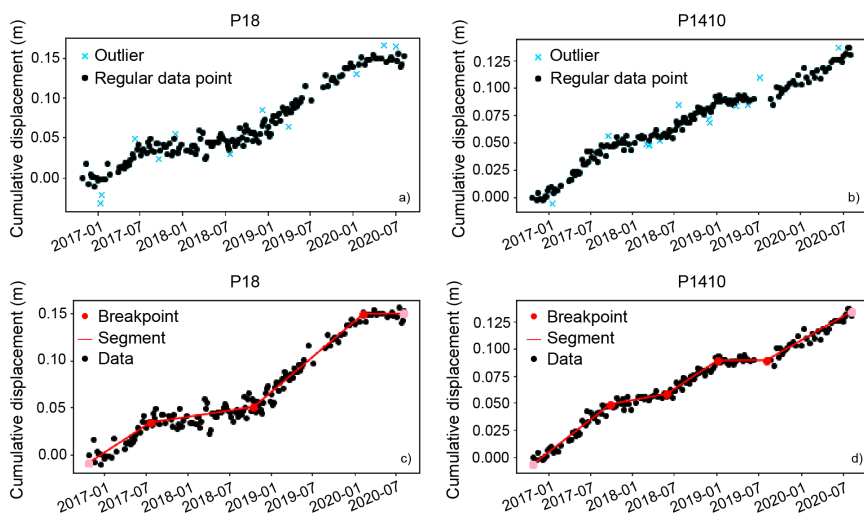 P18
Cumulative displacement (m)
0.15
0.10
0.05
0.00
Outlier
Regular data point
a)
2017-01 2017-07 2018-01 2018-07 2019-01 2019-07 2020-01 2020-07
P1410
Cumulative displacement (m)
0.125
0.100
0.075
0.050
0.025
0.000
Outlier
Regular data point
b)
2017-01 2017-07 2018-01 2018-07 2019-01 2019-07 2020-01 2020-07
P18
Cumulative displacement (m)
0.15
0.10
0.05
0.00
Breakpoint
Segment
Data
c)
2017-01 2017-07 2018-01 2018-07 2019-01 2019-07 2020-01 2020-07
P1410
Cumulative displacement (m)
0.125
0.100
0.075
0.050
0.025
0.000
Breakpoint
Segment
Data
d)
2017-01 2017-07 2018-01 2018-07 2019-01 2019-07 2020-01 2020-07